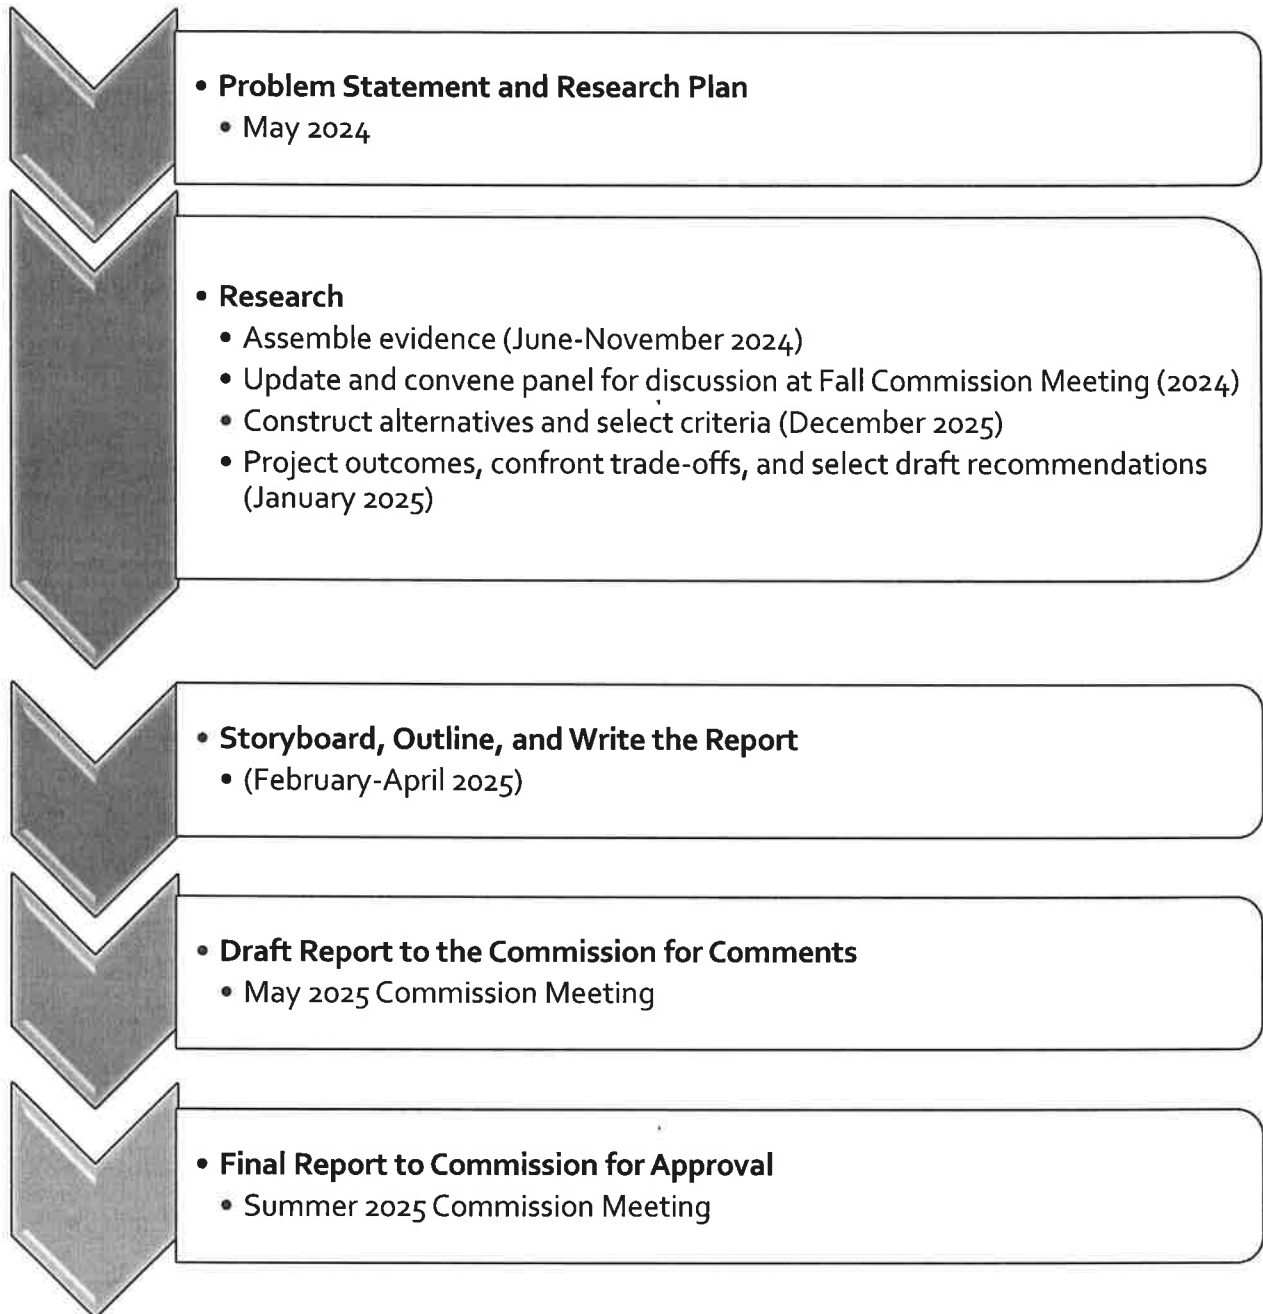 • Problem Statement and Research Plan
• May 2024
• Research
• Assemble evidence (June-November 2024)
• Update and convene panel for discussion at Fall Commission Meeting (2024)
• Construct alternatives and select criteria (December 2025)
• Project outcomes, confront trade-offs, and select draft recommendations
(January 2025)
• Storyboard, Outline, and Write the Report
• (February-April 2025)
• Draft Report to the Commission for Comments
• May 2025 Commission Meeting
• Final Report to Commission for Approval
• Summer 2025 Commission Meeting